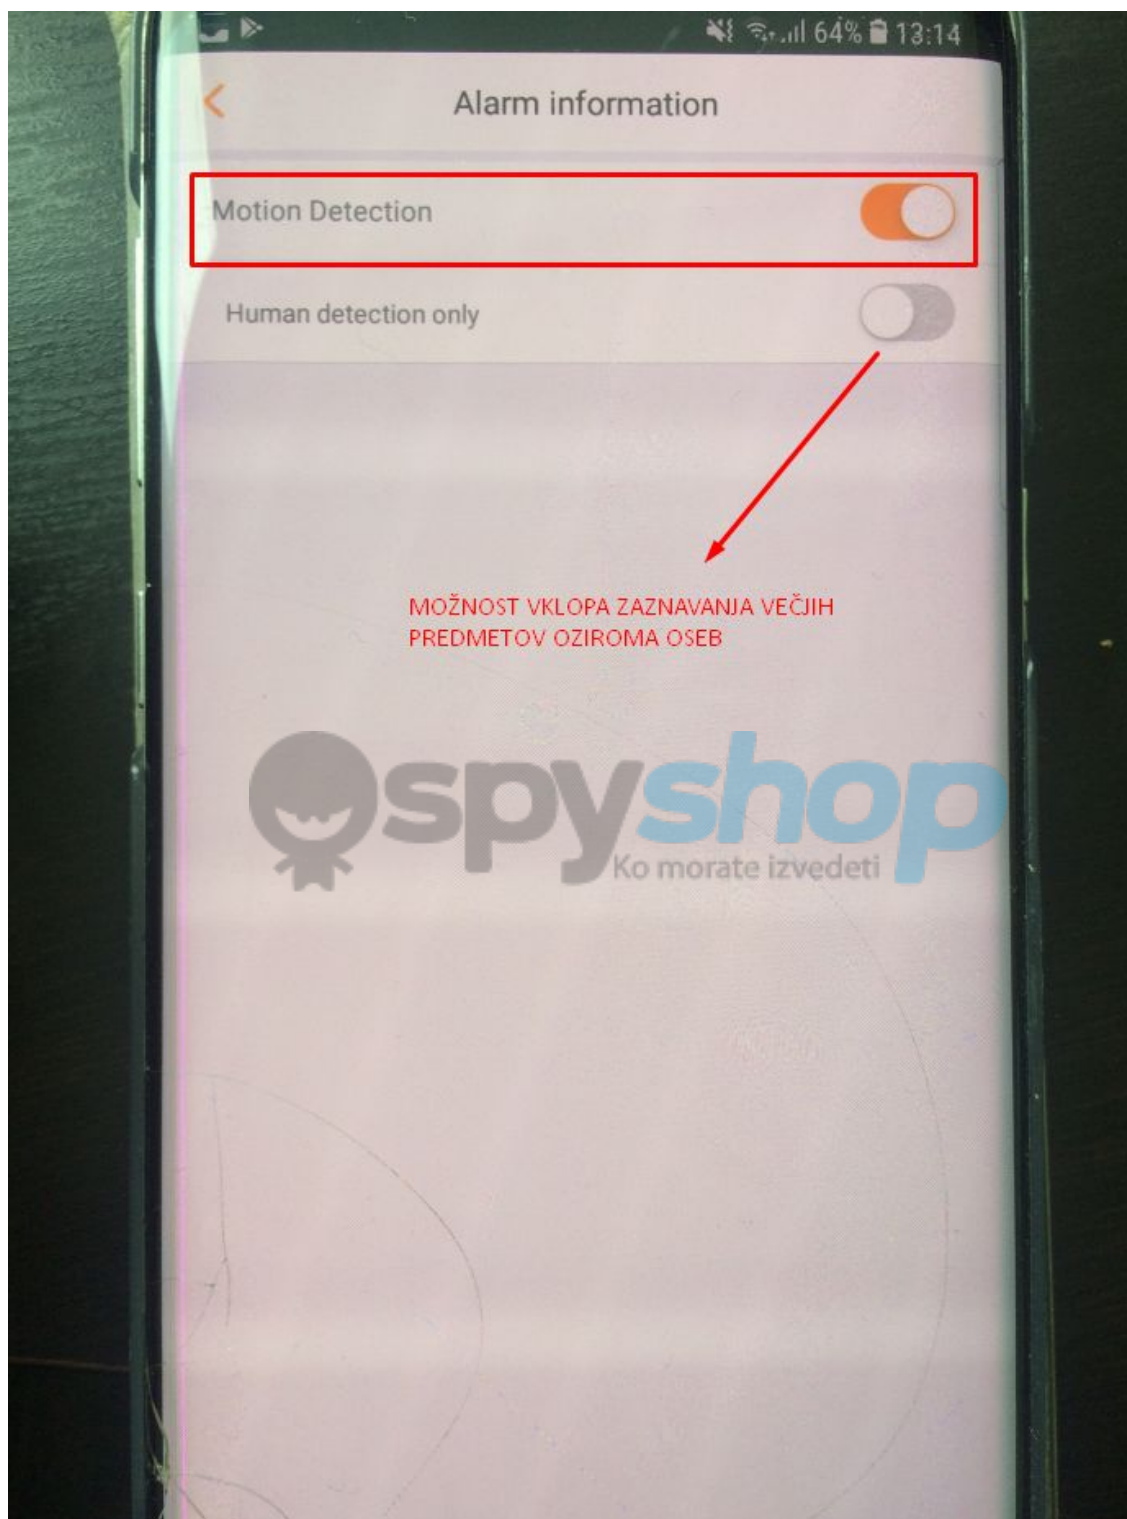 64% 13:14
Alarm information
Motion Detection
Human detection only
MOŽNOST VKLOPA ZAZNAVANJA VEČJIH
PREDMETOV OZIROMA OSEB
spyshop
Ko morate izvedeti